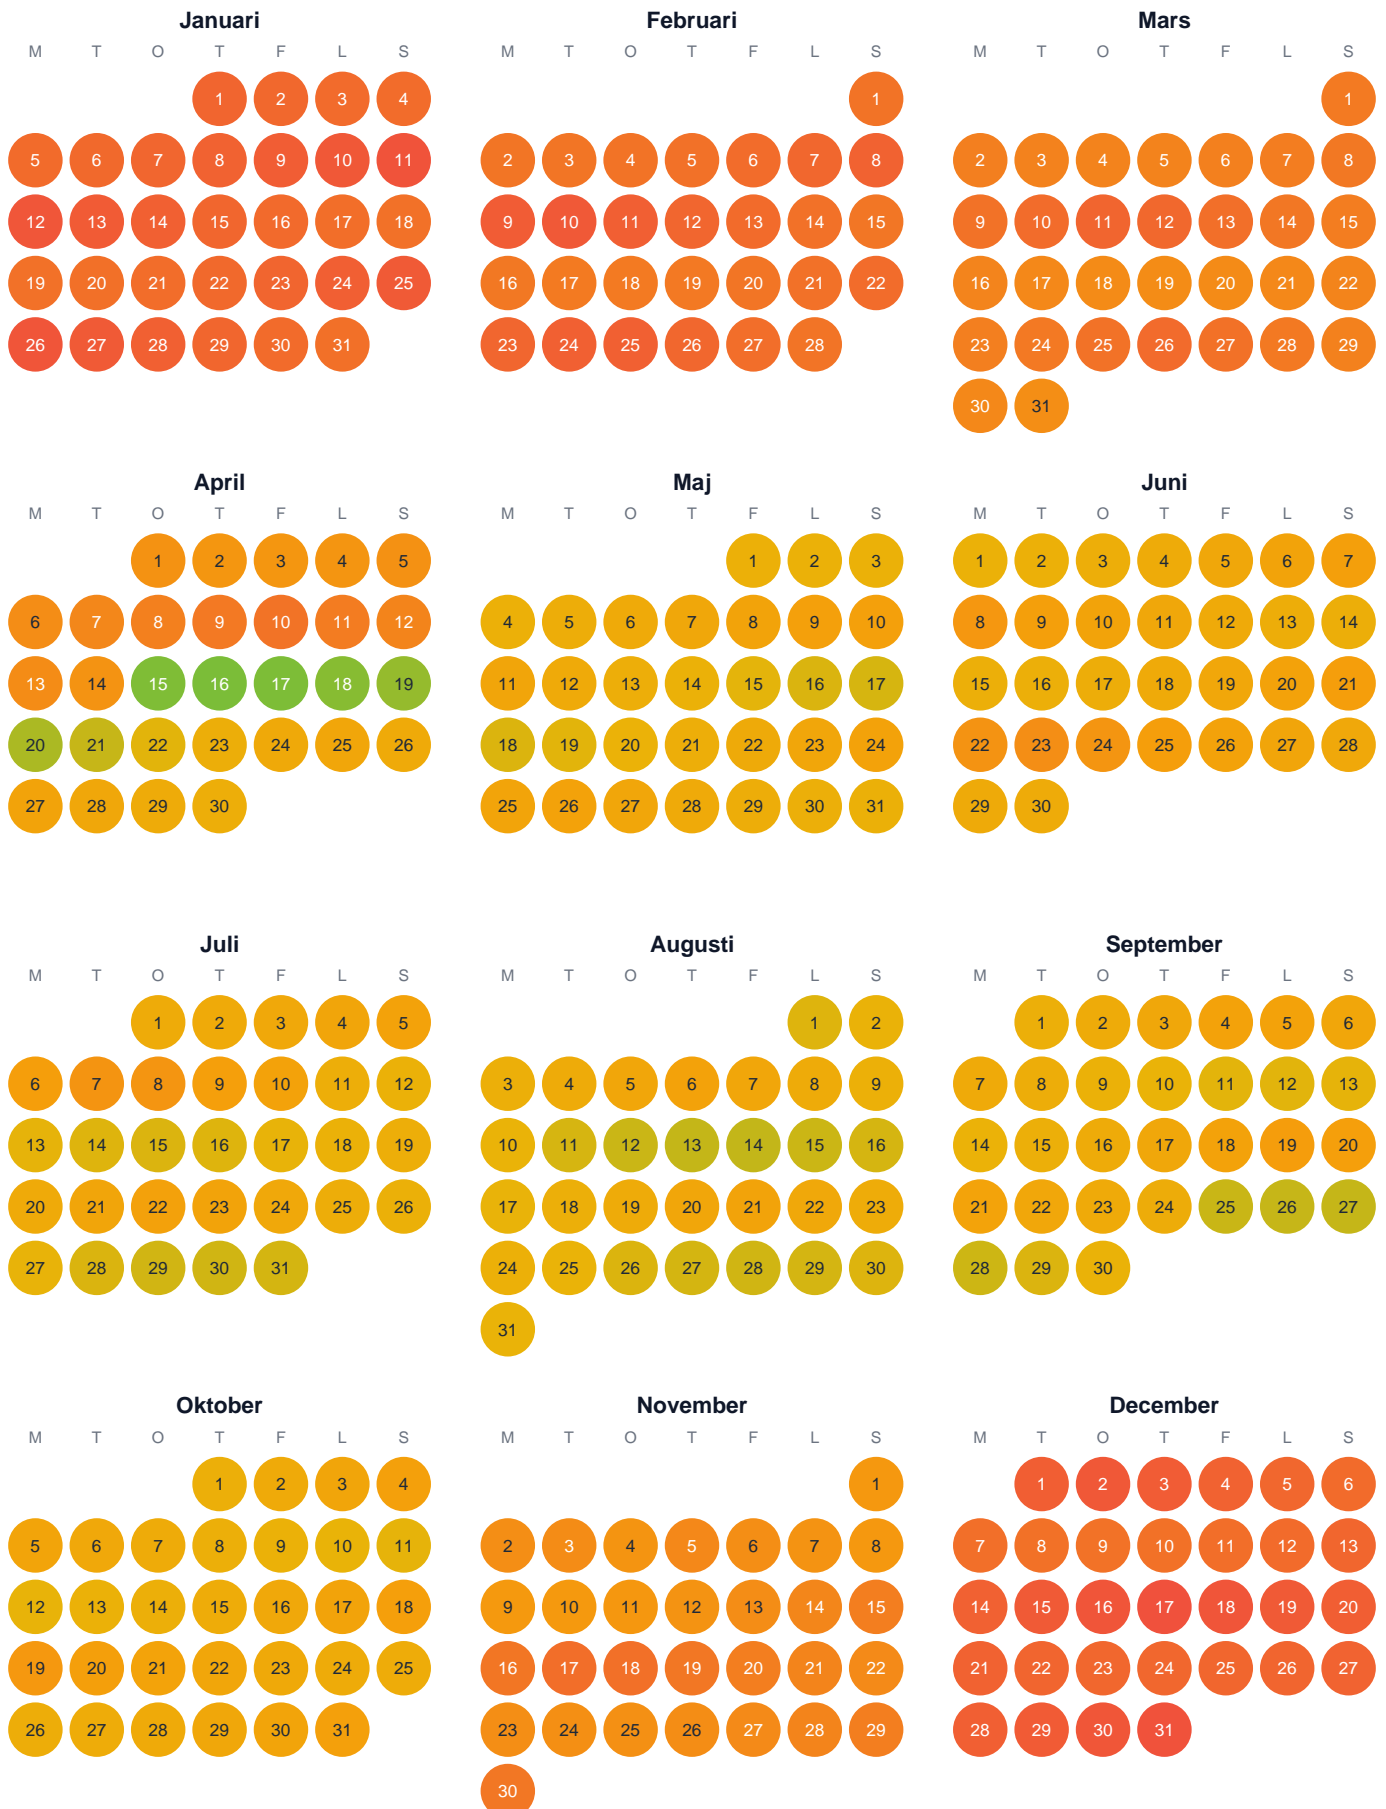 Januari Februari Mars
M T O T F L S M T O T F L S M T O T F L S
1 2 3 4 1 1
5 6 7 8 9 10 11 2 3 4 5 6 7 8 2 3 4 5 6 7 8
12 13 14 15 16 17 18 9 10 11 12 13 14 15 9 10 11 12 13 14 15
19 20 21 22 23 24 25 16 17 18 19 20 21 22 16 17 18 19 20 21 22
26 27 28 29 30 31 23 24 25 26 27 28 23 24 25 26 27 28 29
30 31
April Maj Juni
M T O T F L S M T O T F L S M T O T F L S
1 2 3 4 5 1 2 3 1 2 3 4 5 6 7
6 7 8 9 10 11 12 4 5 6 7 8 9 10 8 9 10 11 12 13 14
13 14 15 16 17 18 19 11 12 13 14 15 16 17 15 16 17 18 19 20 21
20 21 22 23 24 25 26 18 19 20 21 22 23 24 22 23 24 25 26 27 28
27 28 29 30 25 26 27 28 29 30 31 29 30
Juli Augusti September
M T O T F L S M T O T F L S M T O T F L S
1 2 3 4 5 1 2 1 2 3 4 5 6
6 7 8 9 10 11 12 3 4 5 6 7 8 9 7 8 9 10 11 12 13
13 14 15 16 17 18 19 10 11 12 13 14 15 16 14 15 16 17 18 19 20
20 21 22 23 24 25 26 17 18 19 20 21 22 23 21 22 23 24 25 26 27
27 28 29 30 31 24 25 26 27 28 29 30 28 29 30
31
Oktober November December
M T O T F L S M T O T F L S M T O T F L S
1 2 3 4 1 1 2 3 4 5 6
5 6 7 8 9 10 11 2 3 4 5 6 7 8 7 8 9 10 11 12 13
12 13 14 15 16 17 18 9 10 11 12 13 14 15 14 15 16 17 18 19 20
19 20 21 22 23 24 25 16 17 18 19 20 21 22 21 22 23 24 25 26 27
26 27 28 29 30 31 23 24 25 26 27 28 29 28 29 30 31
30